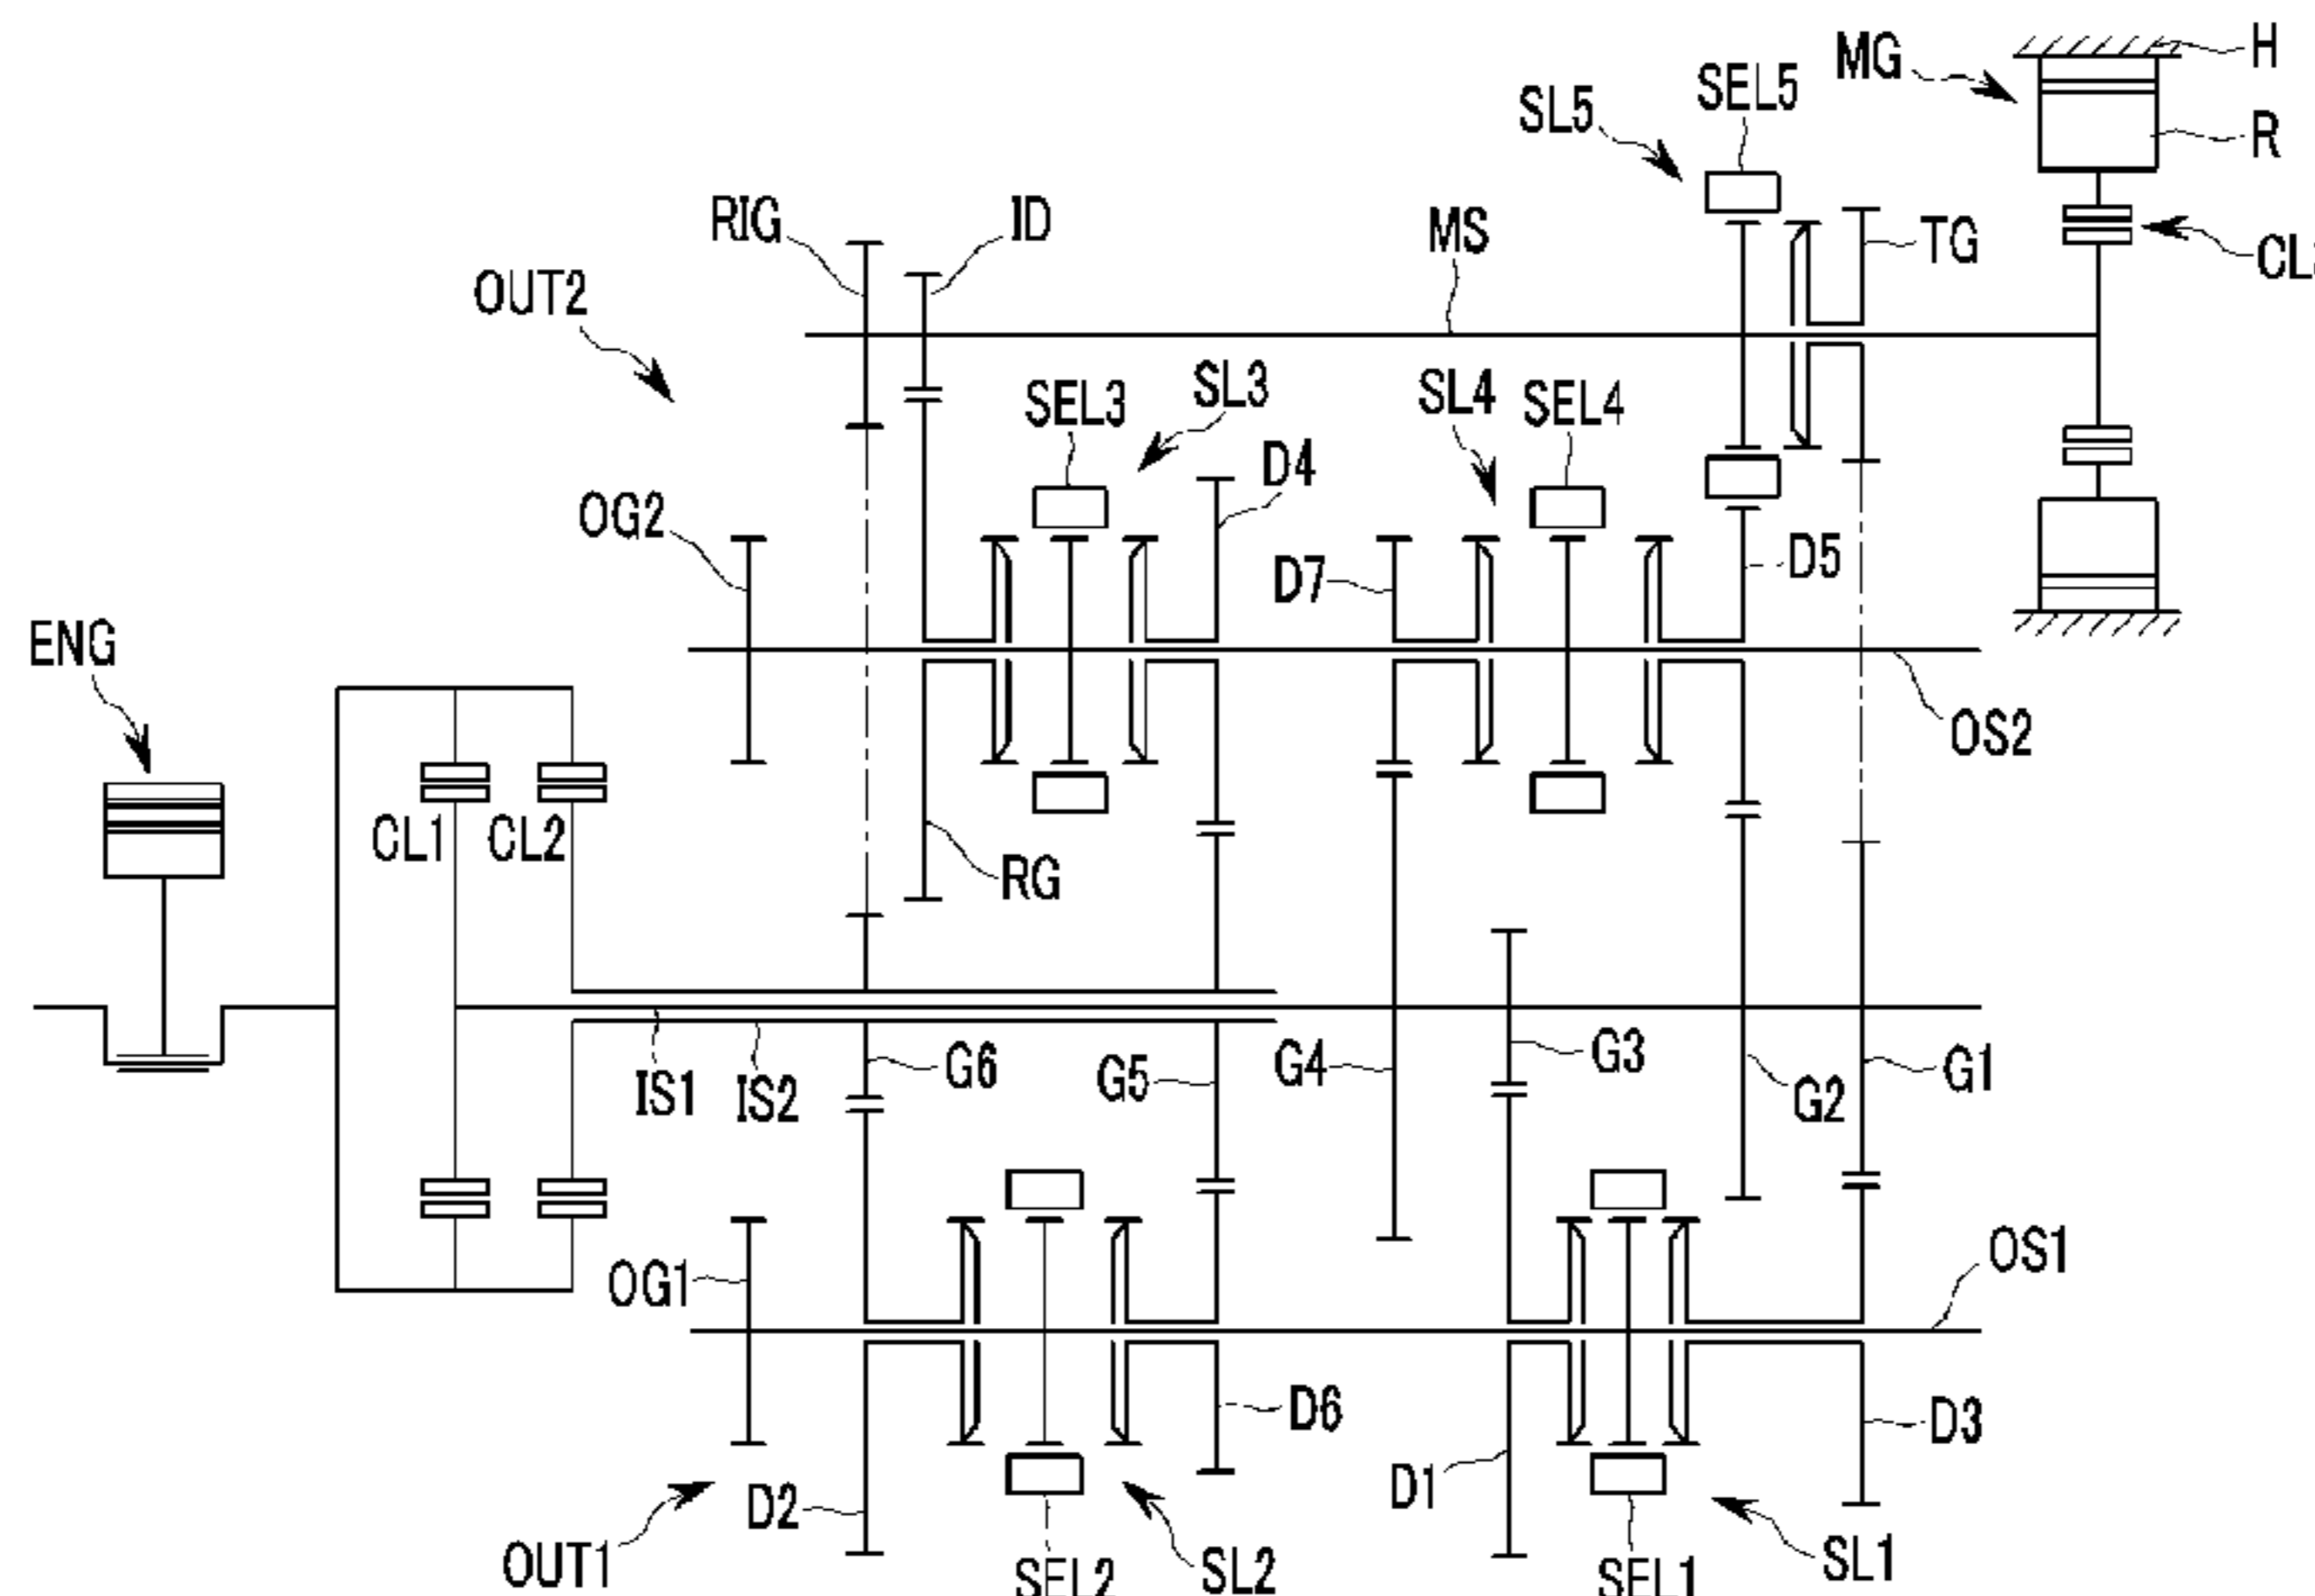 H
MG
SEL5
SL5
R
RIG
ID
MS
TG
CL
OUT2
SEL3
SL3
SL4
SEL4
D4
OG2
D7
D5
ENG
OS2
CL1
CL2
RG
G6
G5
G4
G3
G2
G1
IS1
IS2
OG1
OS1
D6
D3
D1
D2
OUT1
SEL2
SL2
SEL1
SL1